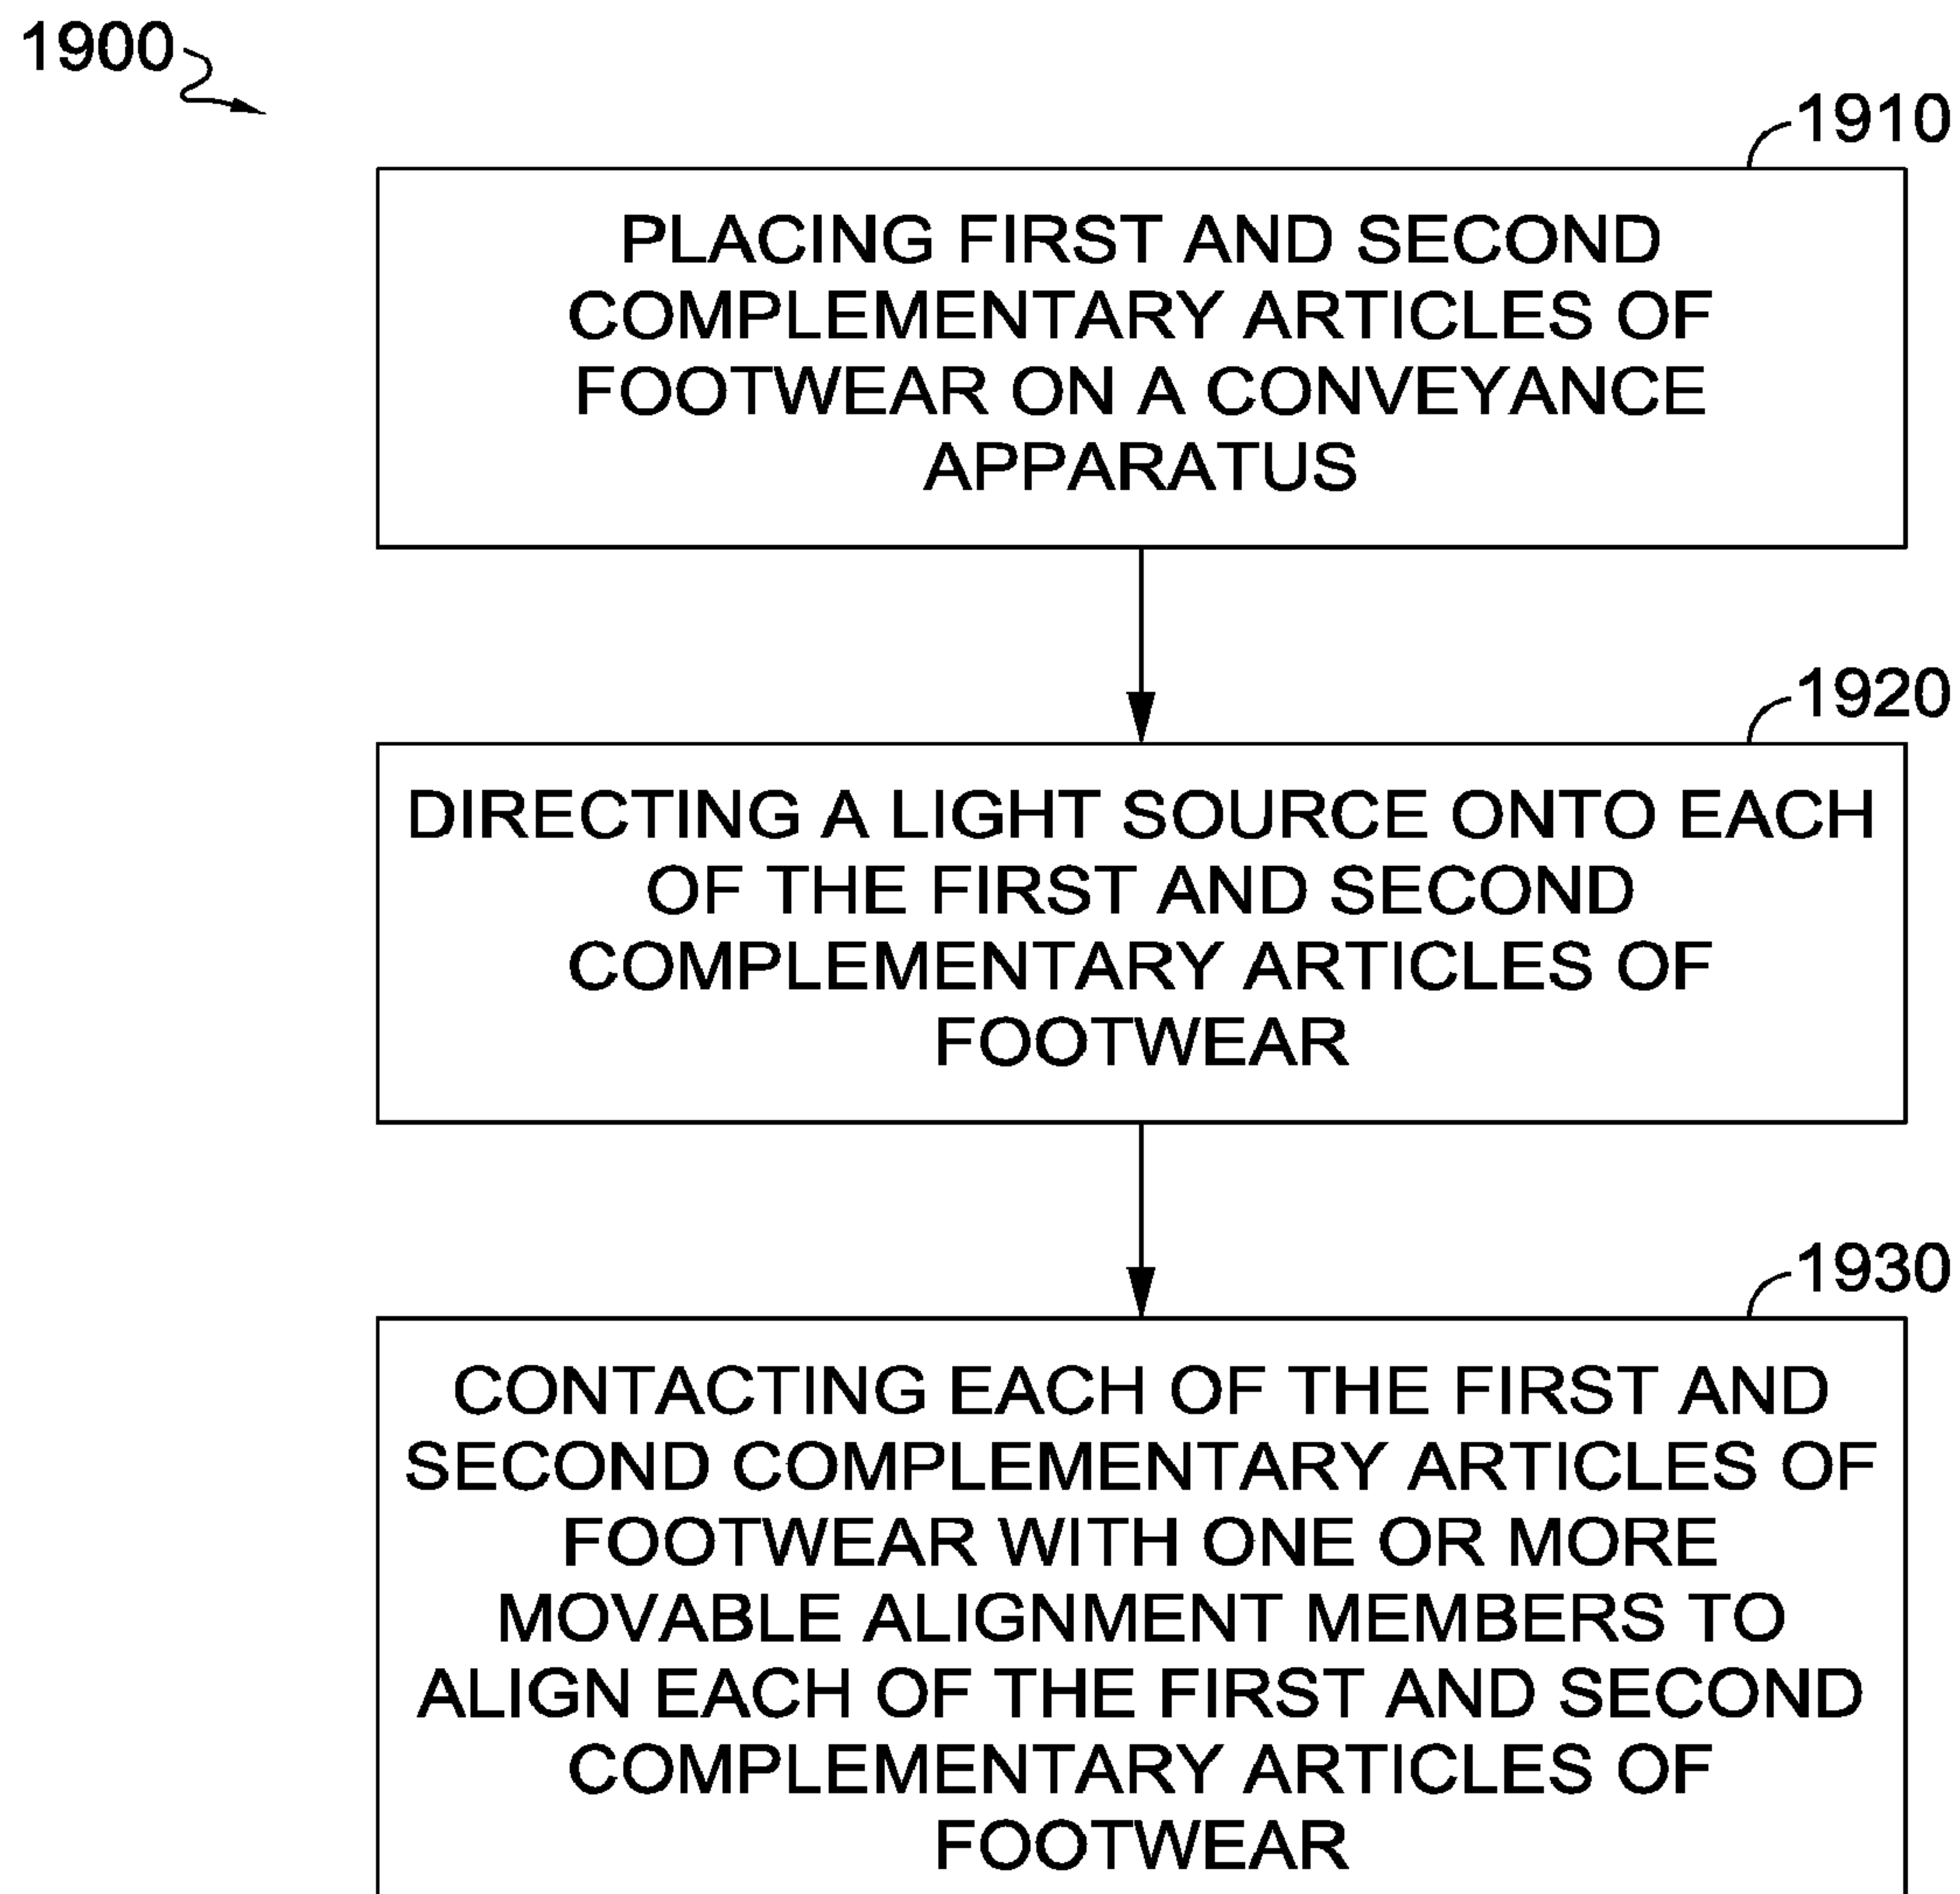 1900
1910
PLACING FIRST AND SECOND
COMPLEMENTARY ARTICLES OF
FOOTWEAR ON A CONVEYANCE
APPARATUS
1920
DIRECTING A LIGHT SOURCE ONTO EACH
OF THE FIRST AND SECOND
COMPLEMENTARY ARTICLES OF
FOOTWEAR
1930
CONTACTING EACH OF THE FIRST AND
SECOND COMPLEMENTARY ARTICLES OF
FOOTWEAR WITH ONE OR MORE
MOVABLE ALIGNMENT MEMBERS TO
ALIGN EACH OF THE FIRST AND SECOND
COMPLEMENTARY ARTICLES OF
FOOTWEAR